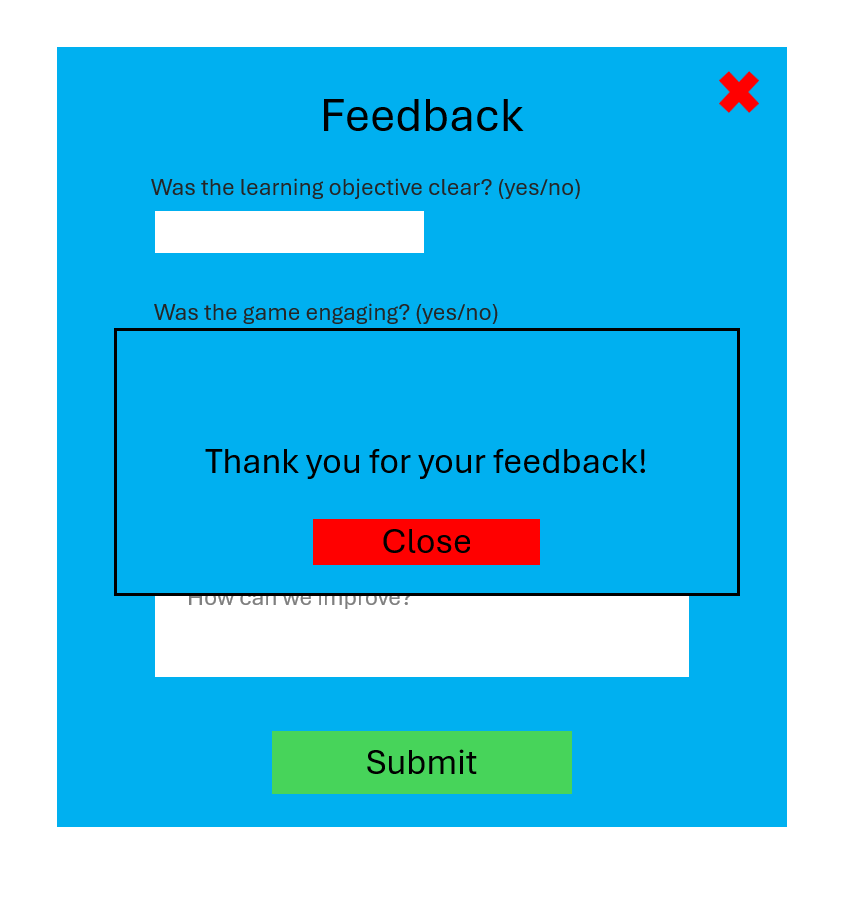 Feedback
Was the learning objective clear? (yes/no)
Was the game engaging? (yes/no)
Thank you for your feedback!
Close
How can we improve?
Submit